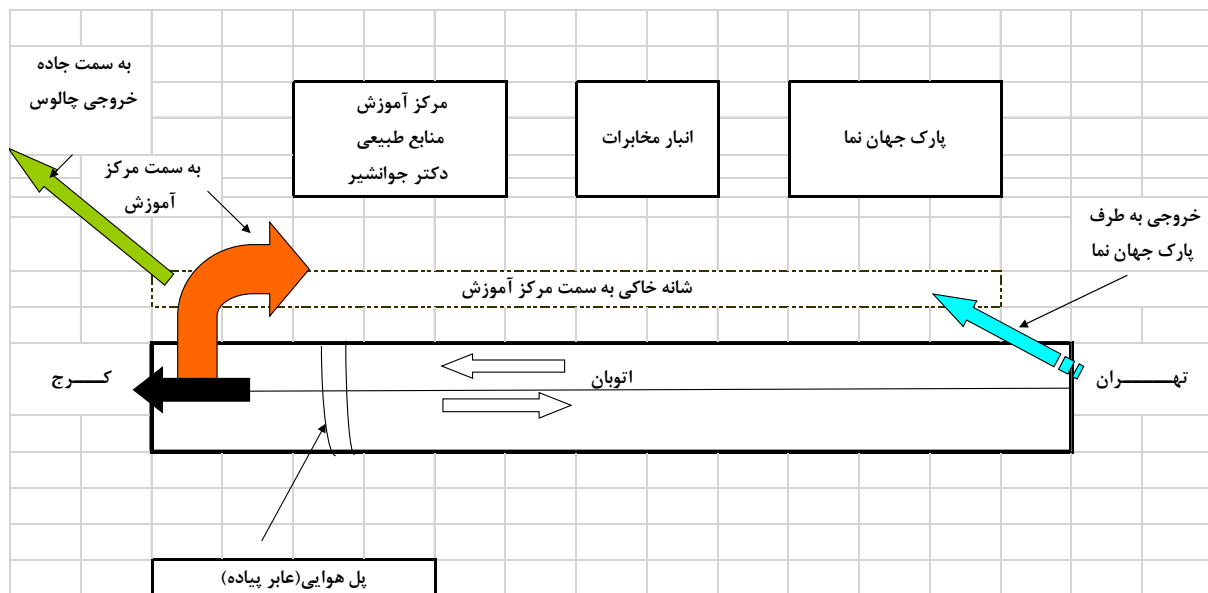 به سمت جاده
خروجی چالوس
مرکز آموزش
منابع طبیعی
دکتر جوانشیر
انبار مخابرات
پارک جهان نما
به سمت مرکز
آموزش
خروجی به طرف
پارک جهان نما
شانه خاکی به سمت مرکز آموزش
کـــــرج
اتوبان
تهـــــــــران
پل هوایی(عابر پیاده)